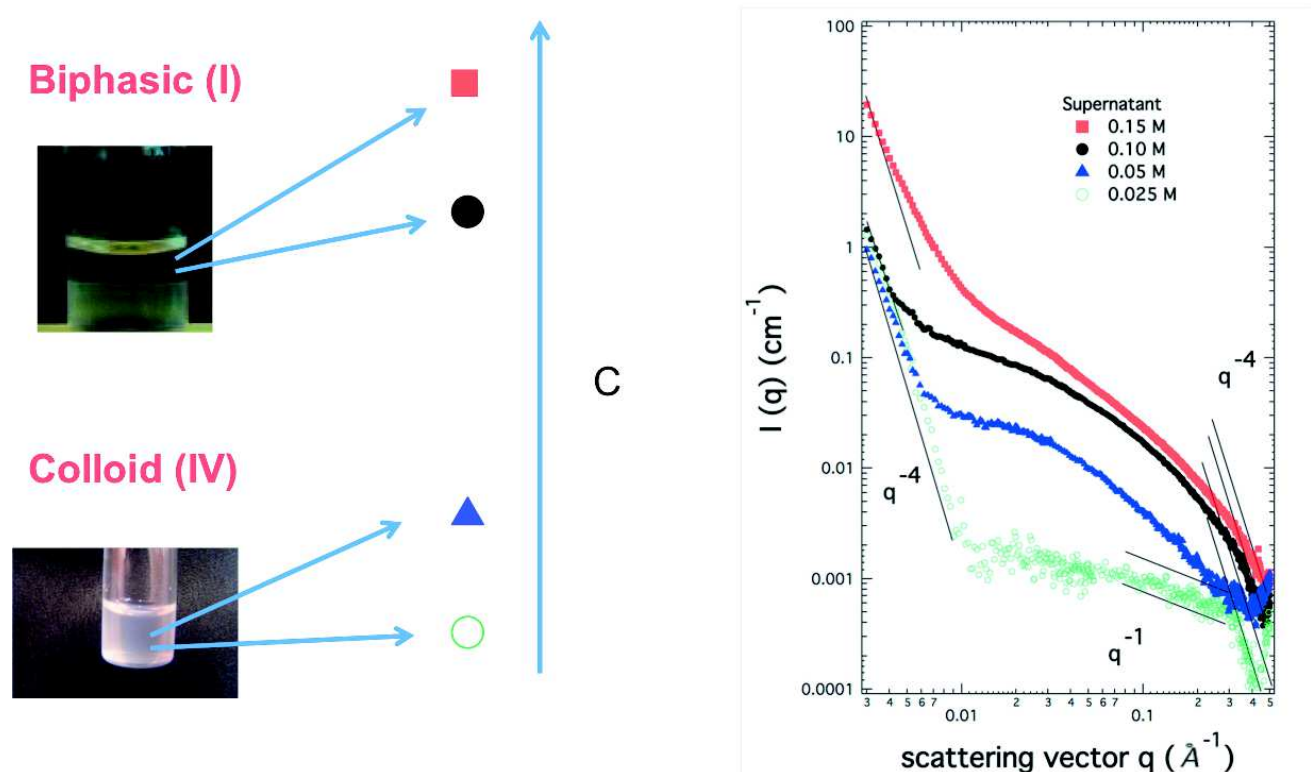 Biphasic (I)
Colloid (IV)
C
100
10
1
0.1
0.01
0.001
0.0001
I (q) (cm⁻¹)
Supernatant
0.15 M
0.10 M
0.05 M
0.025 M
q⁻⁴
q⁻⁴
q⁻¹
3 4 5 6 7 0.01 2 3 4 5 6 7 0.1 2 3 4 5
scattering vector q (Å⁻¹)